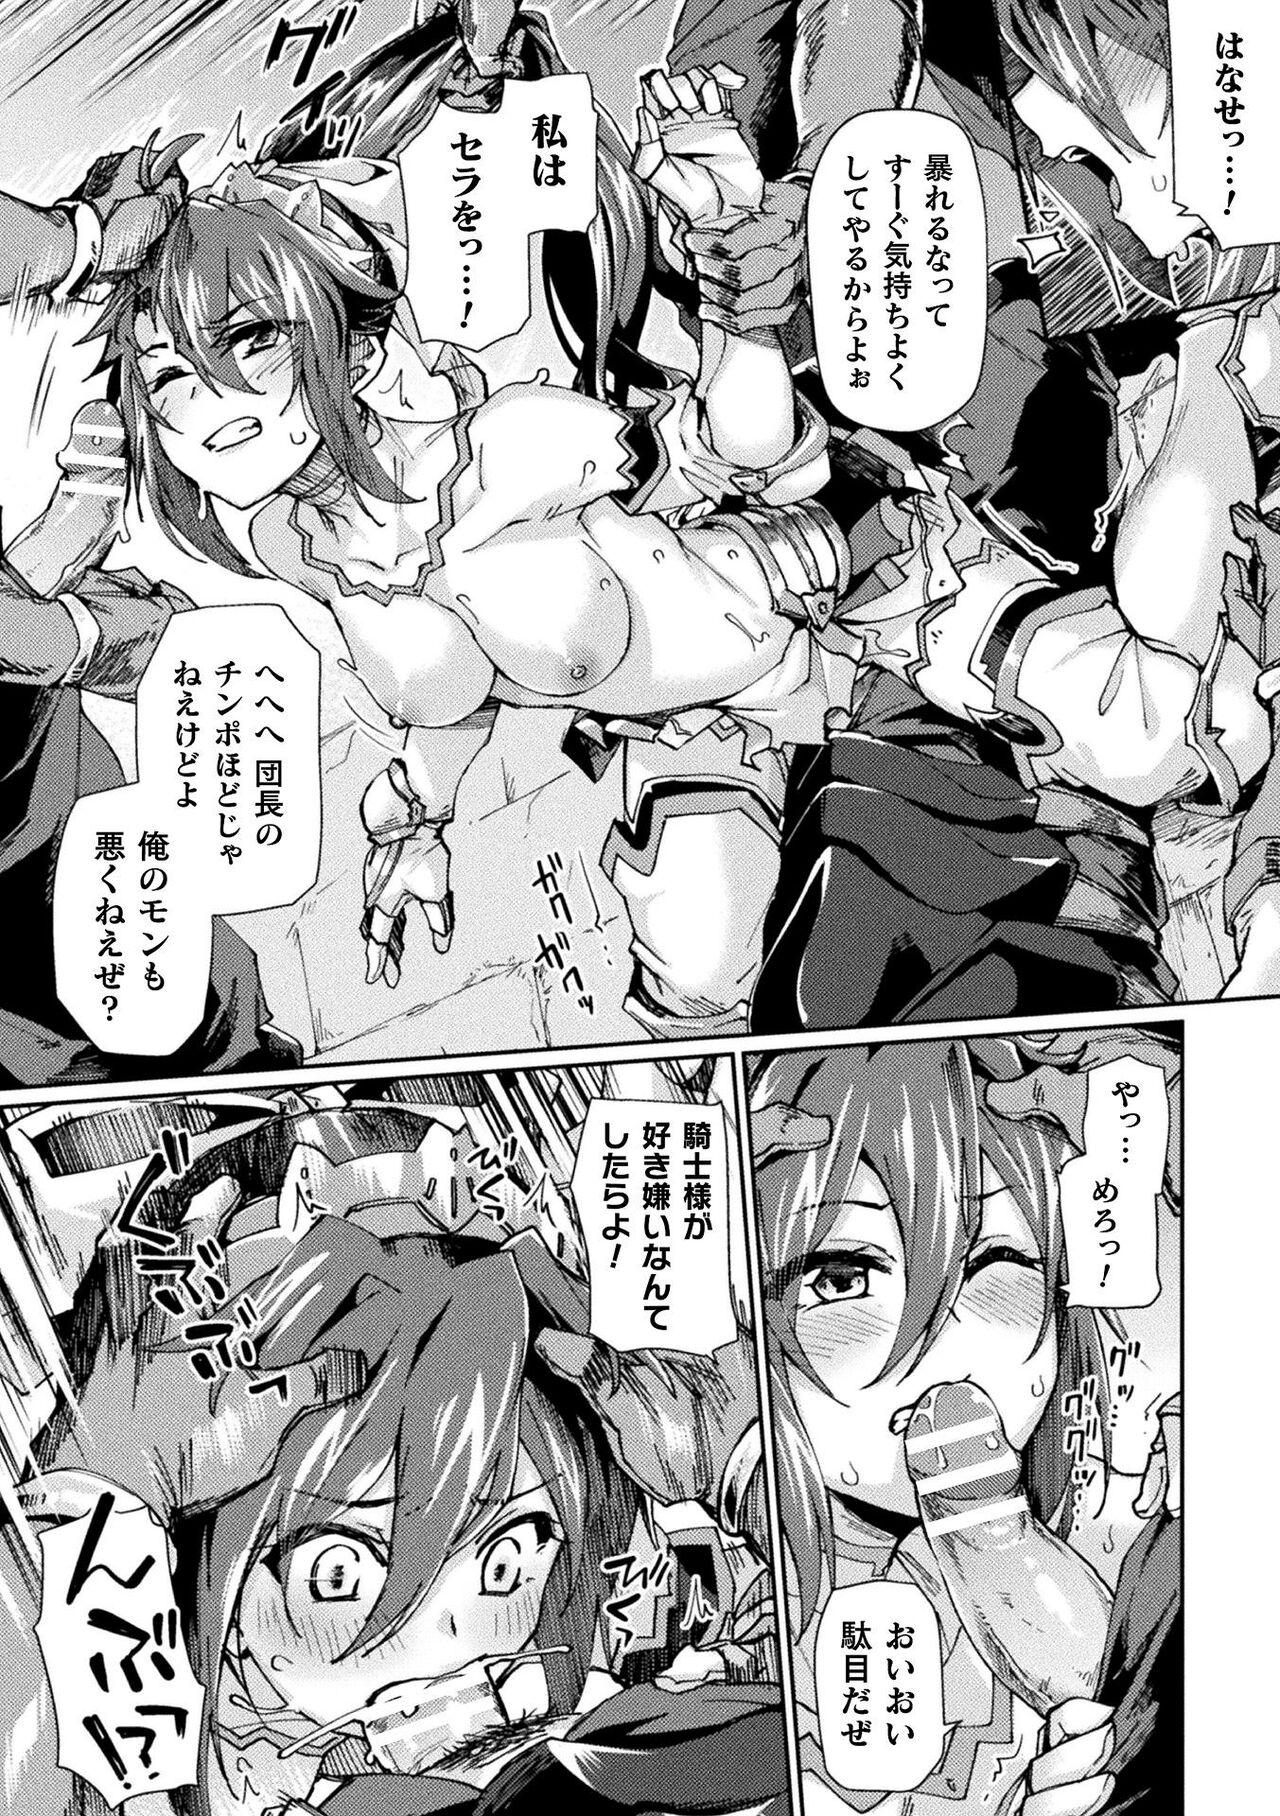 はなせっ…！
暴れるなって
すーぐ気持ちよく
してやるからよぉ
私は
セラをっ…！
グイッ
へへへ 団長の
チンポほどじゃ
ねえけどよ
俺のモンも
悪くねえぜ？
ガクッ
ガクッ
やっ…
めろっ！
グッ
グググ
おいおい
駄目だぜ
騎士様が
好き嫌いなんて
したらよ！
んぶっ!?